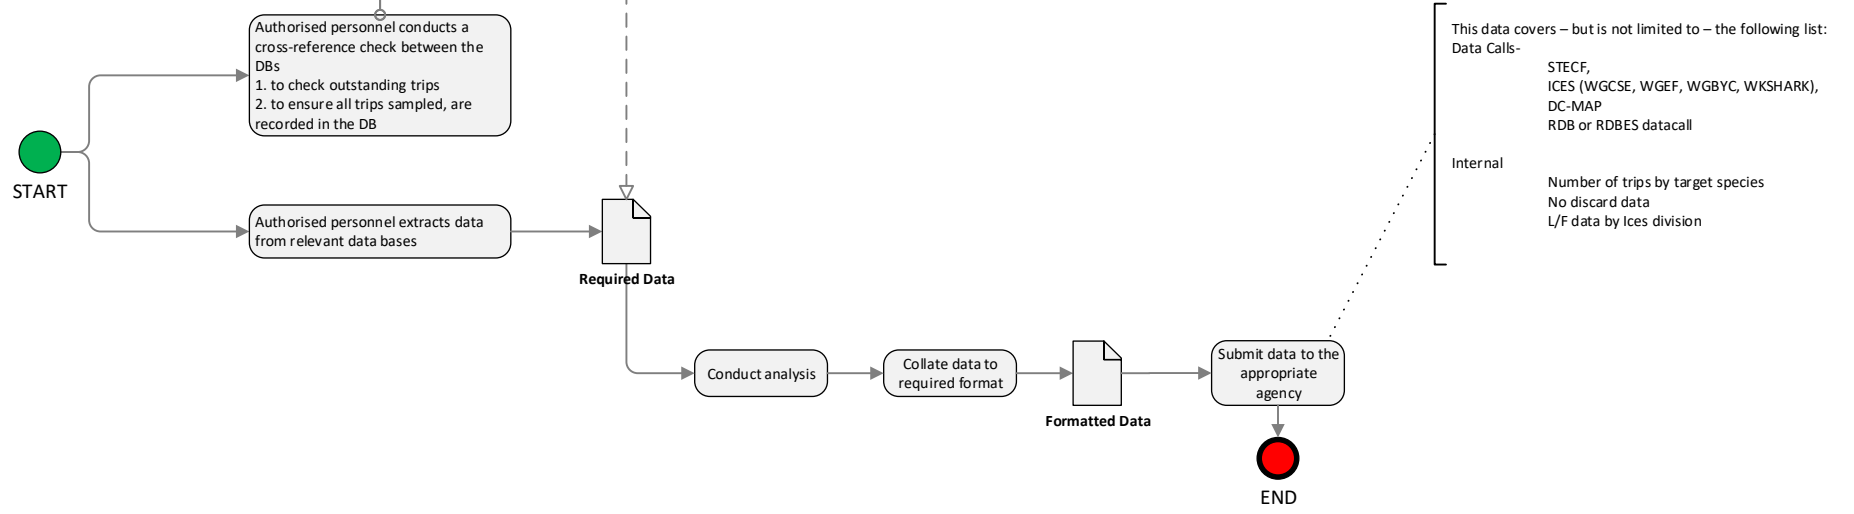 Authorised personnel conducts a
cross-reference check between the
DBs
1. to check outstanding trips
2. to ensure all trips sampled, are
recorded in the DB
START
Authorised personnel extracts data
from relevant data bases
Required Data
Conduct analysis
Collate data to
required format
Formatted Data
Submit data to the
appropriate
agency
END
This data covers – but is not limited to – the following list:
Data Calls-
STECF,
ICES (WGCSE, WGEF, WGBYC, WKSHARK),
DC-MAP
RDB or RDBES datacall
Internal
Number of trips by target species
No discard data
L/F data by Ices division